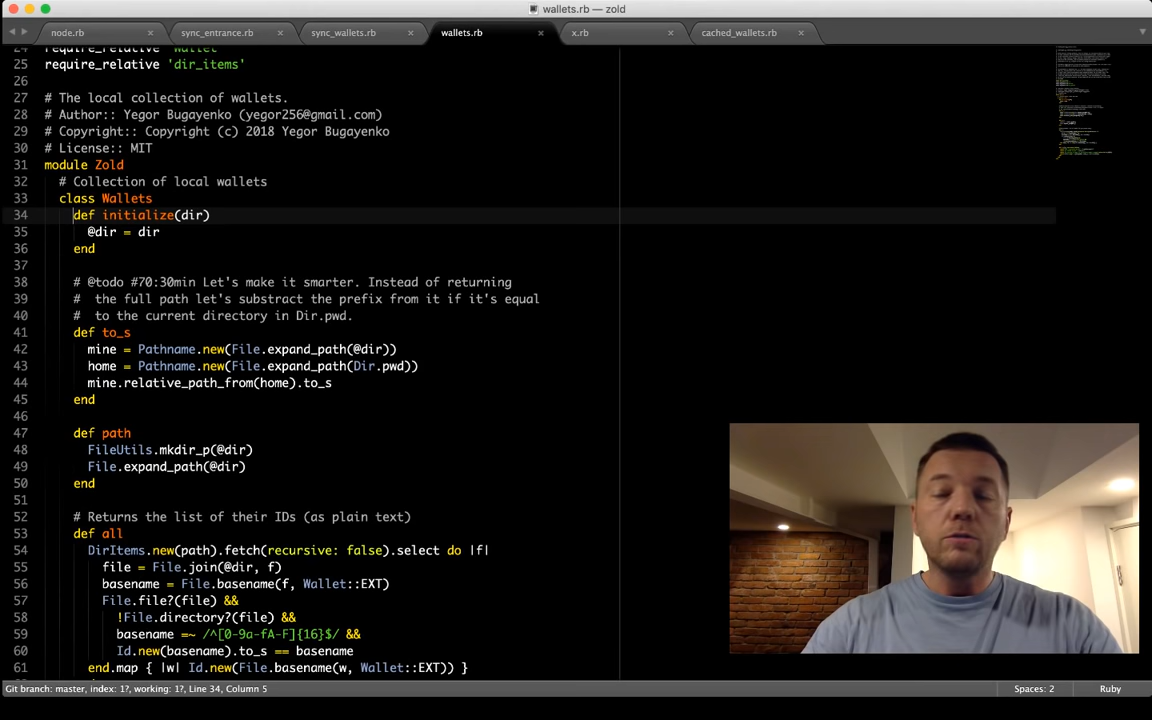 wallets.rb — zold
node.rb × sync_entrance.rb × sync_wallets.rb × wallets.rb × x.rb × cached_wallets.rb ×
24 require_relative 'wallet'
25 require_relative 'dir_items'
26
27 # The local collection of wallets.
28 # Author:: Yegor Bugayenko (yegor256@gmail.com)
29 # Copyright:: Copyright (c) 2018 Yegor Bugayenko
30 # License:: MIT
31 module Zold
32 # Collection of local wallets
33 class Wallets
34 def initialize(dir)
35 @dir = dir
36 end
37
38 # @todo #70:30min Let's make it smarter. Instead of returning
39 # the full path let's substract the prefix from it if it's equal
40 # to the current directory in Dir.pwd.
41 def to_s
42 mine = Pathname.new(File.expand_path(@dir))
43 home = Pathname.new(File.expand_path(Dir.pwd))
44 mine.relative_path_from(home).to_s
45 end
46
47 def path
48 FileUtils.mkdir_p(@dir)
49 File.expand_path(@dir)
50 end
51
52 # Returns the list of their IDs (as plain text)
53 def all
54 DirItems.new(path).fetch(recursive: false).select do |f|
55 file = File.join(@dir, f)
56 basename = File.basename(f, Wallet::EXT)
57 File.file?(file) &&
58 !File.directory?(file) &&
59 basename =~ /^[0-9a-fA-F]{16}$/ &&
60 Id.new(basename).to_s == basename
61 end.map { |w| Id.new(File.basename(w, Wallet::EXT)) }
Git branch: master, index: 1?, working: 1?, Line 34, Column 5 Spaces: 2 Ruby